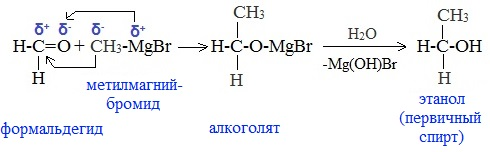 CH₃ CH₃
δ⁺ δ⁻ δ⁻ δ⁺
H-C=O + CH₃-MgBr → H-C-O-MgBr H₂O → H-C-OH
-Mg(OH)Br
H H H
метилмагний-
бромид
формальдегид алкоголят этанол
(первичный
спирт)